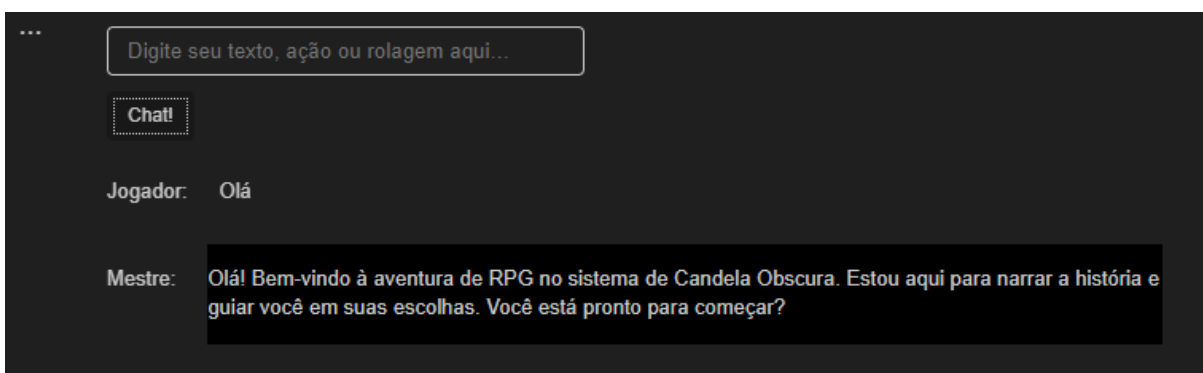 ...
Digite seu texto, ação ou rolagem aqui...
Chat!
Jogador: Olá
Mestre: Olá! Bem-vindo à aventura de RPG no sistema de Candela Obscura. Estou aqui para narrar a história e
guiar você em suas escolhas. Você está pronto para começar?